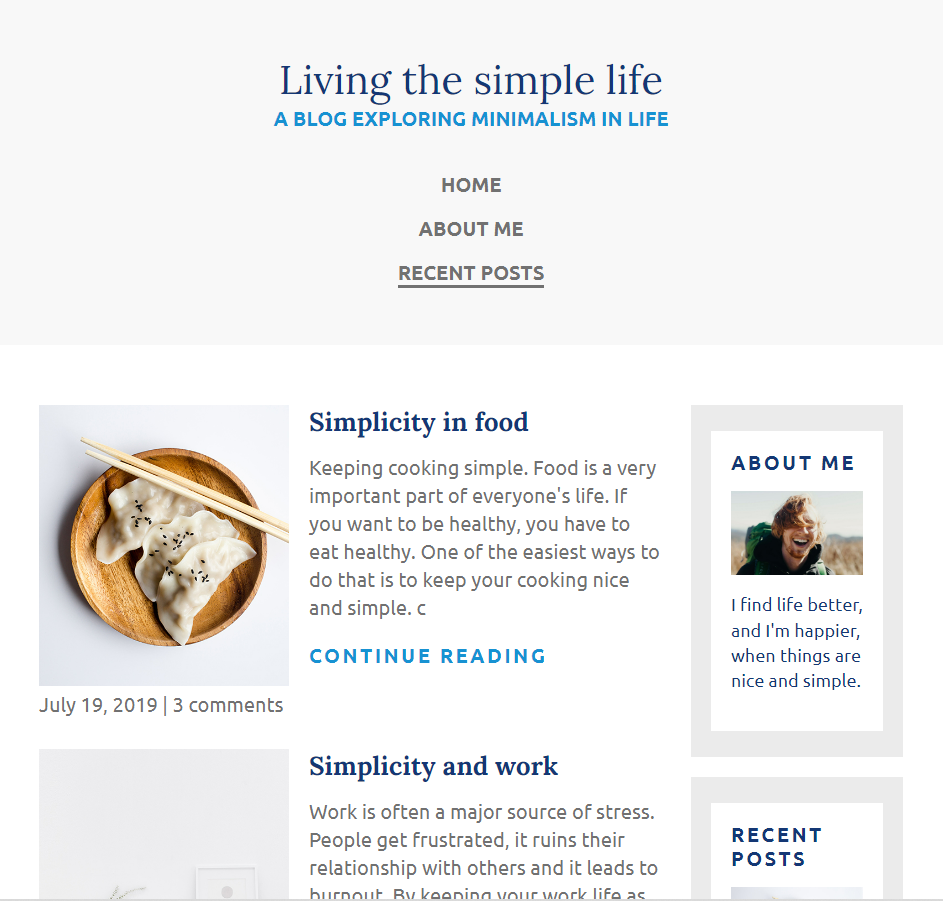 Living the simple life
A BLOG EXPLORING MINIMALISM IN LIFE
HOME
ABOUT ME
RECENT POSTS
Simplicity in food
Keeping cooking simple. Food is a very
important part of everyone's life. If
you want to be healthy, you have to
eat healthy. One of the easiest ways to
do that is to keep your cooking nice
and simple. c
CONTINUE READING
July 19, 2019 | 3 comments
Simplicity and work
Work is often a major source of stress.
People get frustrated, it ruins their
relationship with others and it leads to
burnout. By keeping your work life as
ABOUT ME
I find life better,
and I'm happier,
when things are
nice and simple.
RECENT
POSTS